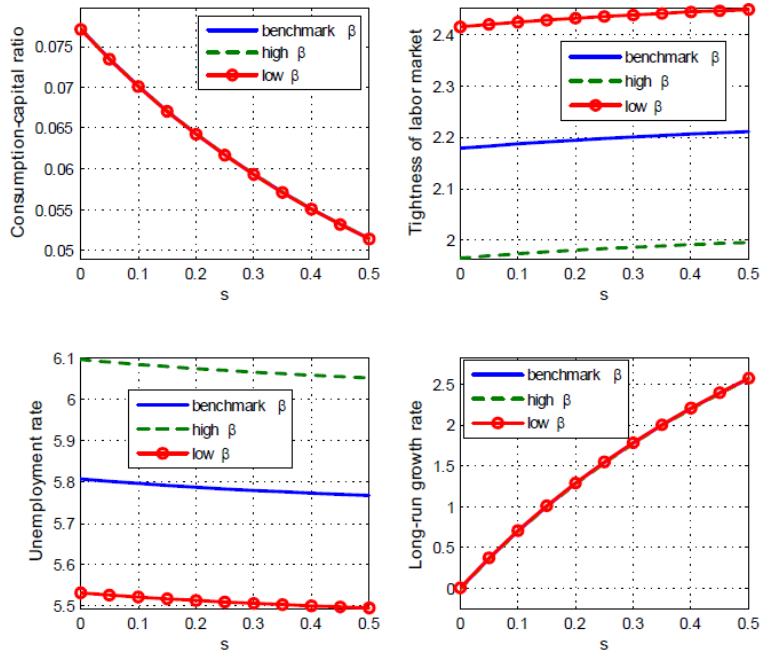 Consumption-capital ratio
0.075
0.07
0.065
0.06
0.055
0.05
benchmark β
high β
low β
0 0.1 0.2 0.3 0.4 0.5
s
Tightness of labor market
2.4
2.3
2.2
2.1
2
benchmark β
high β
low β
0 0.1 0.2 0.3 0.4 0.5
s
Unemployment rate
6.1
6
5.9
5.8
5.7
5.6
5.5
benchmark β
high β
low β
0 0.1 0.2 0.3 0.4 0.5
s
Long-run growth rate
2.5
2
1.5
1
0.5
0
benchmark β
high β
low β
0 0.1 0.2 0.3 0.4 0.5
s